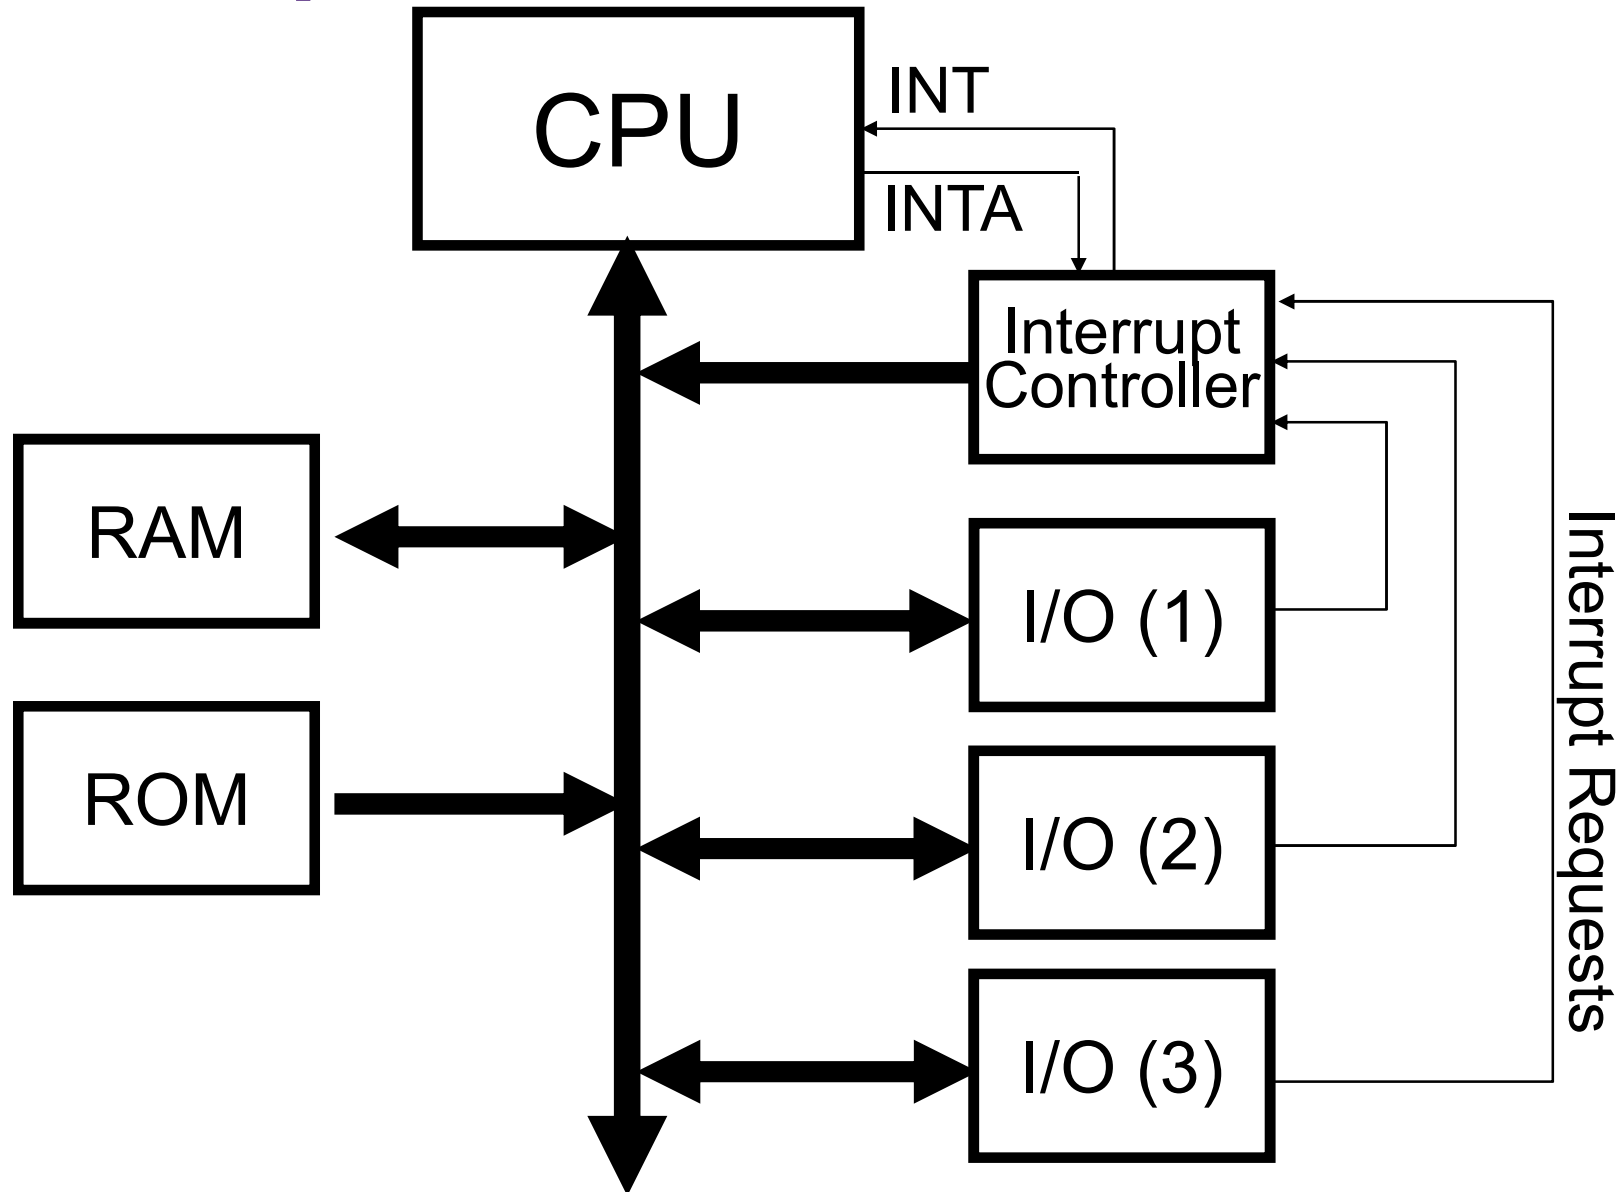 CPU
INT
INTA
Interrupt
Controller
RAM
I/O (1)
ROM
I/O (2)
I/O (3)
Interrupt Requests